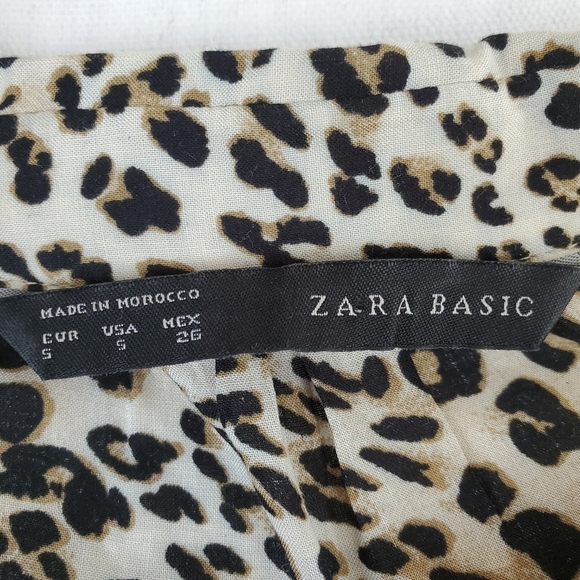 MADE IN MOROCCO
EUR USA MEX
S S 26
ZARA BASIC